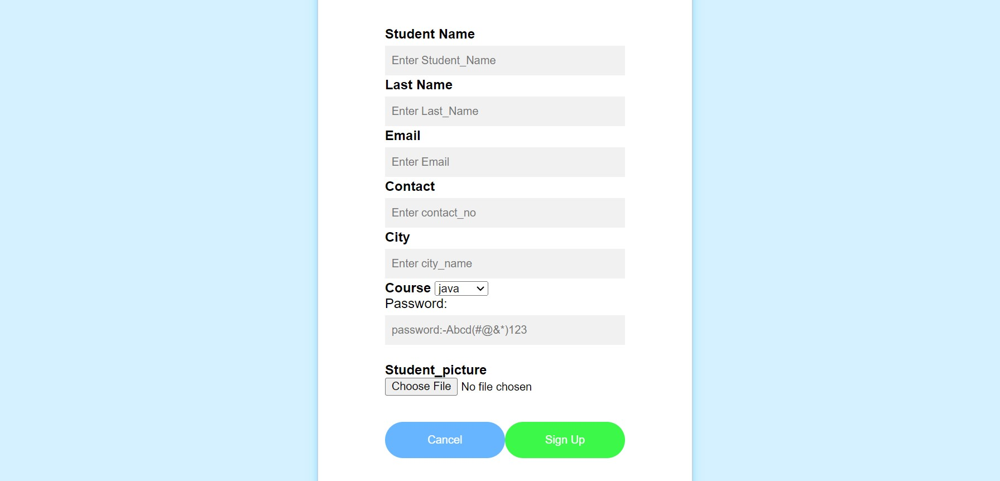 Student Name
Enter Student_Name
Last Name
Enter Last_Name
Email
Enter Email
Contact
Enter contact_no
City
Enter city_name
Course java
Password:
password:-Abcd(#@&*)123
Student_picture
Choose File No file chosen
Cancel Sign Up